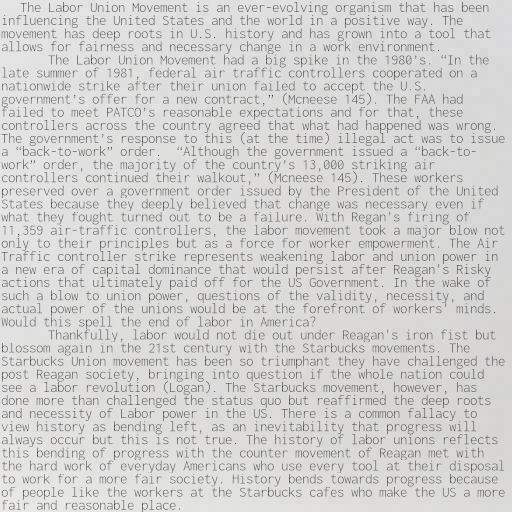 The Labor Union Movement is an ever-evolving organism that has been
influencing the United States and the world in a positive way. The
movement has deep roots in U.S. history and has grown into a tool that
allows for fairness and necessary change in a work environment.
The Labor Union Movement had a big spike in the 1980's. “In the
late summer of 1981, federal air traffic controllers cooperated on a
nationwide strike after their union failed to accept the U.S.
government's offer for a new contract,” (Mcneese 145). The FAA had
failed to meet PATCO's reasonable expectations and for that, these
controllers across the country agreed that what had happened was wrong.
The government's response to this (at the time) illegal act was to issue
a “back-to-work” order.  “Although the government issued a “back-to-
work” order, the majority of the country's 13,000 striking air
controllers continued their walkout,” (Mcneese 145). These workers
preserved over a government order issued by the President of the United
States because they deeply believed that change was necessary even if
what they fought turned out to be a failure. With Regan's firing of
11,359 air-traffic controllers, the labor movement took a major blow not
only to their principles but as a force for worker empowerment. The Air
Traffic controller strike represents weakening labor and union power in
a new era of capital dominance that would persist after Reagan's Risky
actions that ultimately paid off for the US Government. In the wake of
such a blow to union power, questions of the validity, necessity, and
actual power of the unions would be at the forefront of workers' minds.
Would this spell the end of labor in America?
Thankfully, labor would not die out under Reagan's iron fist but
blossom again in the 21st century with the Starbucks movements. The
Starbucks Union movement has been so triumphant they have challenged the
post Reagan society, bringing into question if the whole nation could
see a labor revolution (Logan). The Starbucks movement, however, has
done more than challenged the status quo but reaffirmed the deep roots
and necessity of Labor power in the US. There is a common fallacy to
view history as bending left, as an inevitability that progress will
always occur but this is not true. The history of labor unions reflects
this bending of progress with the counter movement of Reagan met with
the hard work of everyday Americans who use every tool at their disposal
to work for a more fair society. History bends towards progress because
of people like the workers at the Starbucks cafes who make the US a more
fair and reasonable place.